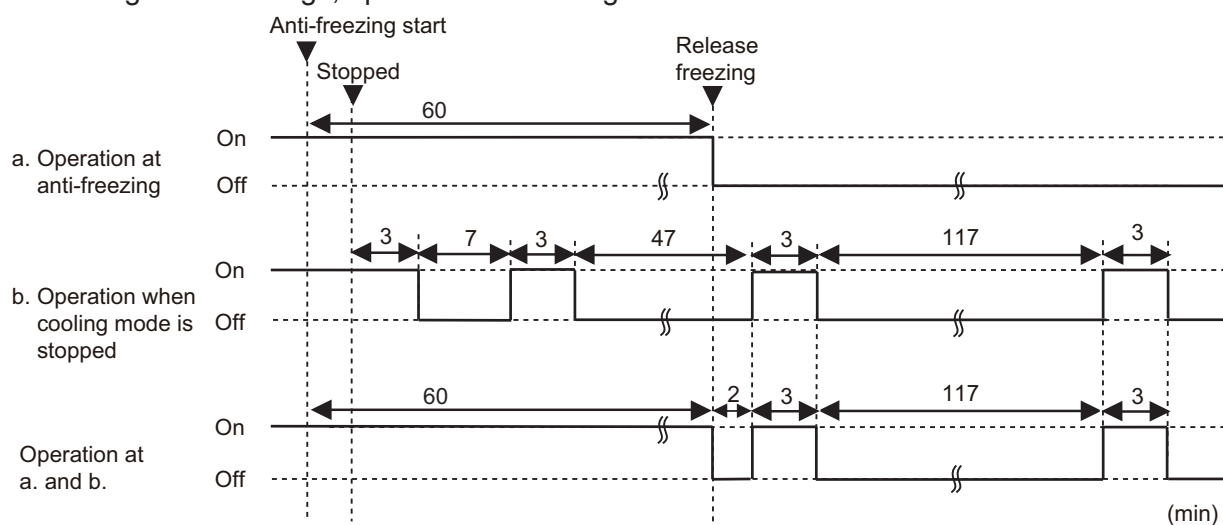 Anti-freezing start
Stopped
Release
freezing
60
On
a. Operation at
anti-freezing
Off
3 7 3 47 3 117 3
On
b. Operation when
cooling mode is
stopped
Off
60 2 3 117 3
On
Operation at
a. and b.
Off
(min)